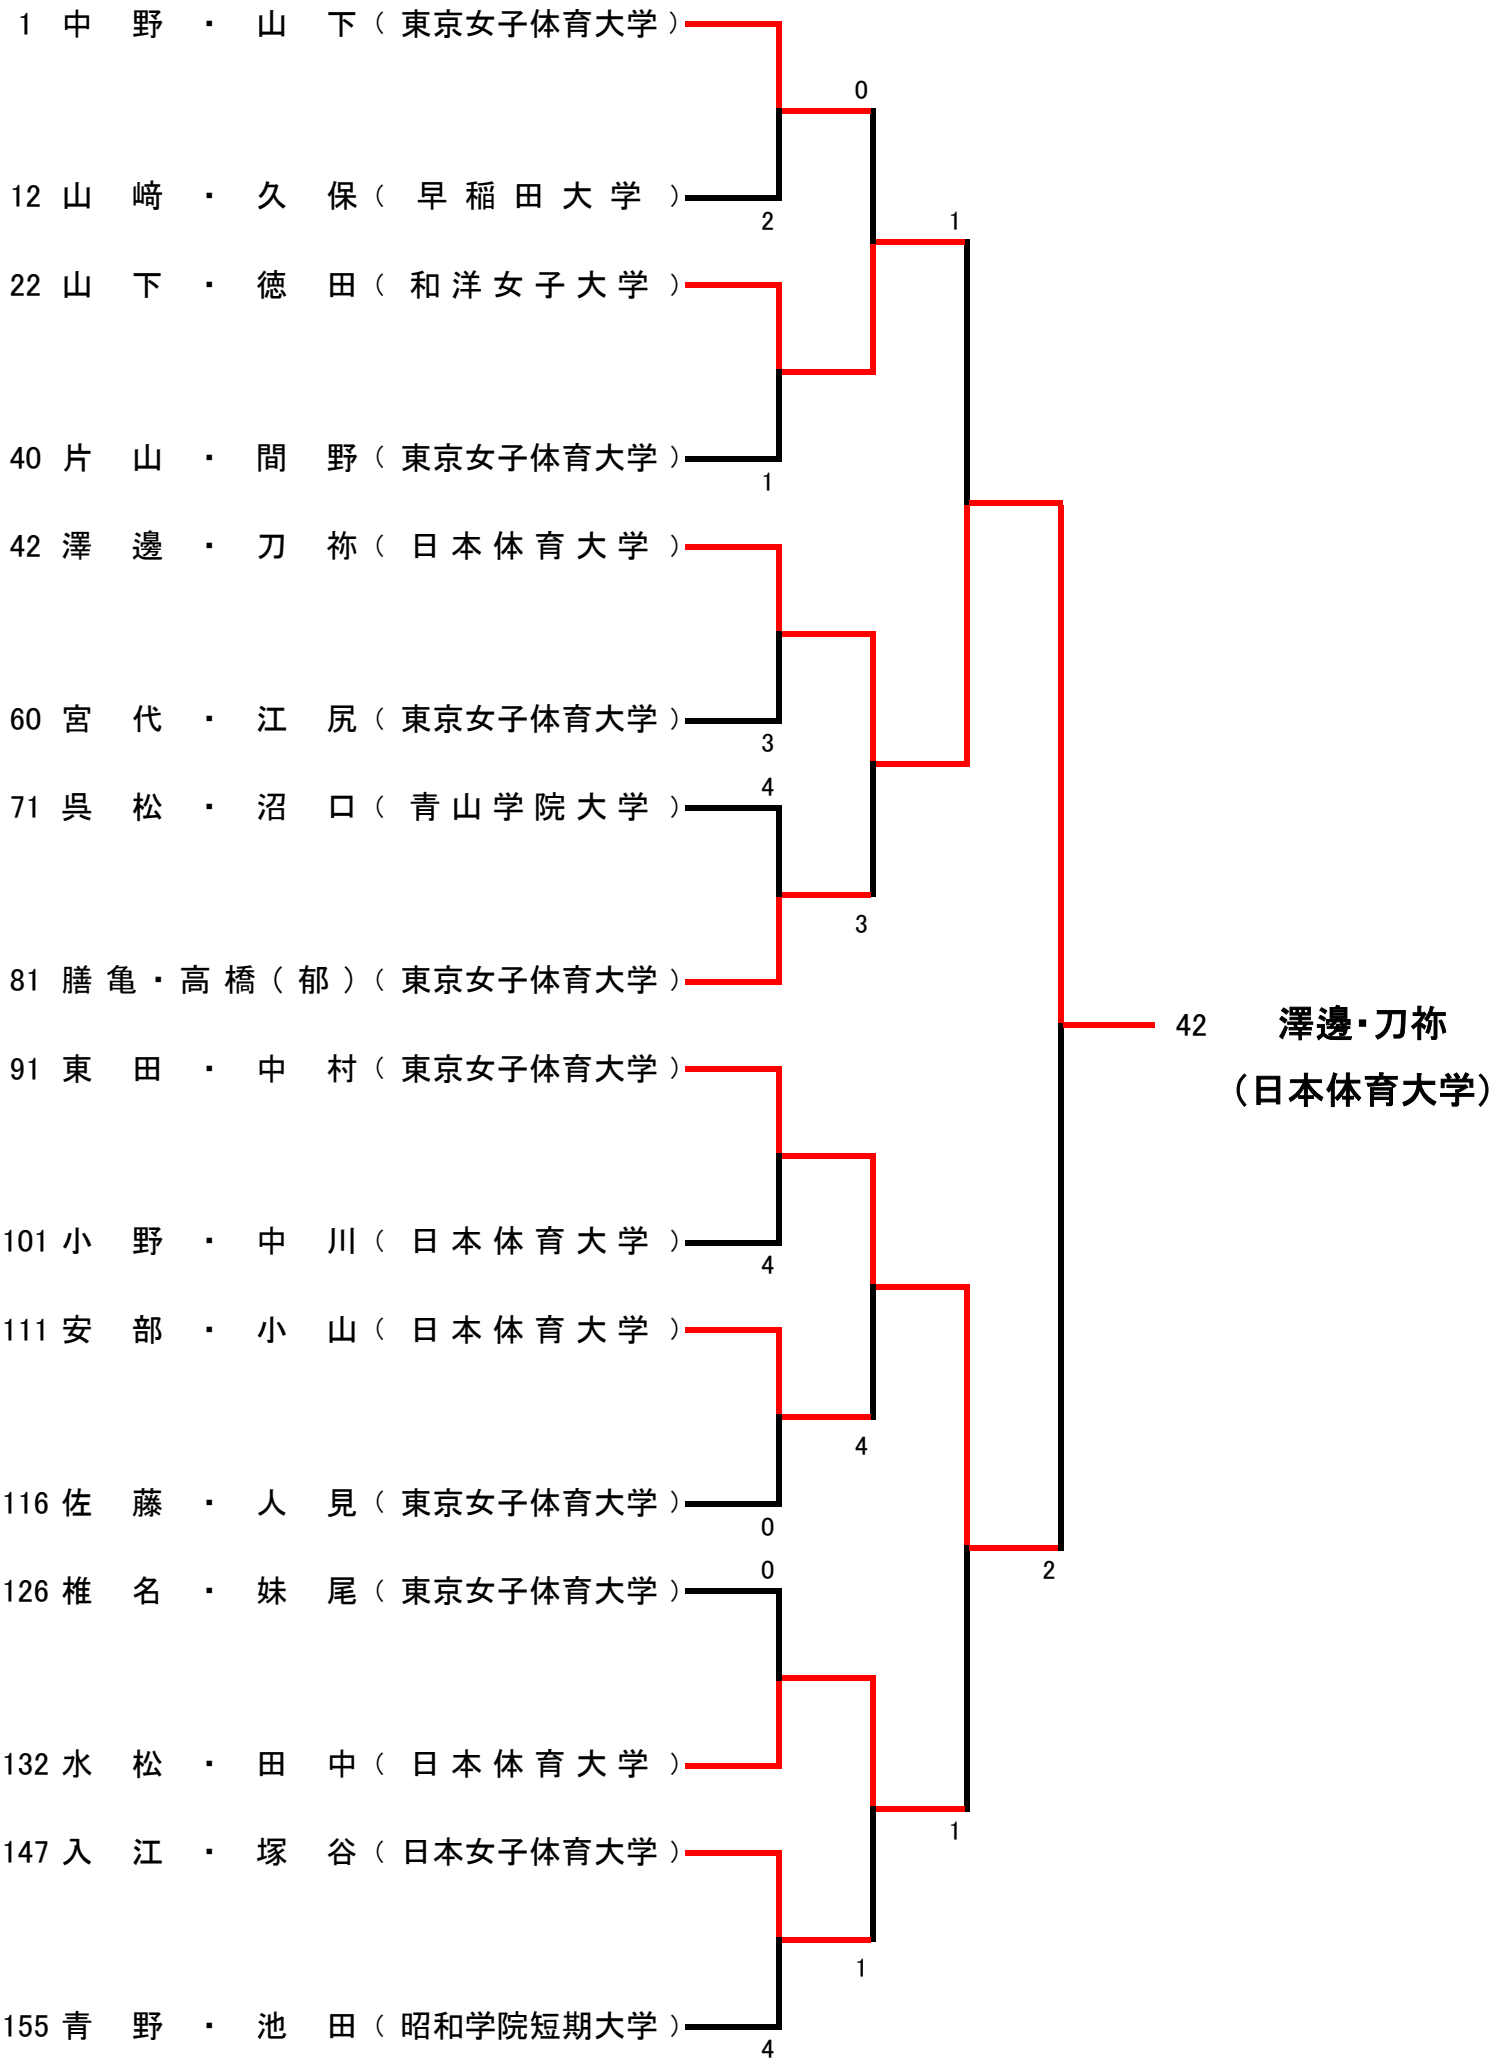 1 中野・山下（東京女子体育大学）
0
12 山﨑・久保（早稲田大学）
2
1
22 山下・徳田（和洋女子大学）
40 片山・間野（東京女子体育大学）
1
42 澤邊・刀祢（日本体育大学）
60 宮代・江尻（東京女子体育大学）
3
4
71 呉松・沼口（青山学院大学）
3
81 膳亀・高橋（郁）（東京女子体育大学）
42 澤邊・刀祢
（日本体育大学）
91 東田・中村（東京女子体育大学）
101 小野・中川（日本体育大学）
4
111 安部・小山（日本体育大学）
4
116 佐藤・人見（東京女子体育大学）
0
0
2
126 椎名・妹尾（東京女子体育大学）
132 水松・田中（日本体育大学）
1
147 入江・塚谷（日本女子体育大学）
1
155 青野・池田（昭和学院短期大学）
4